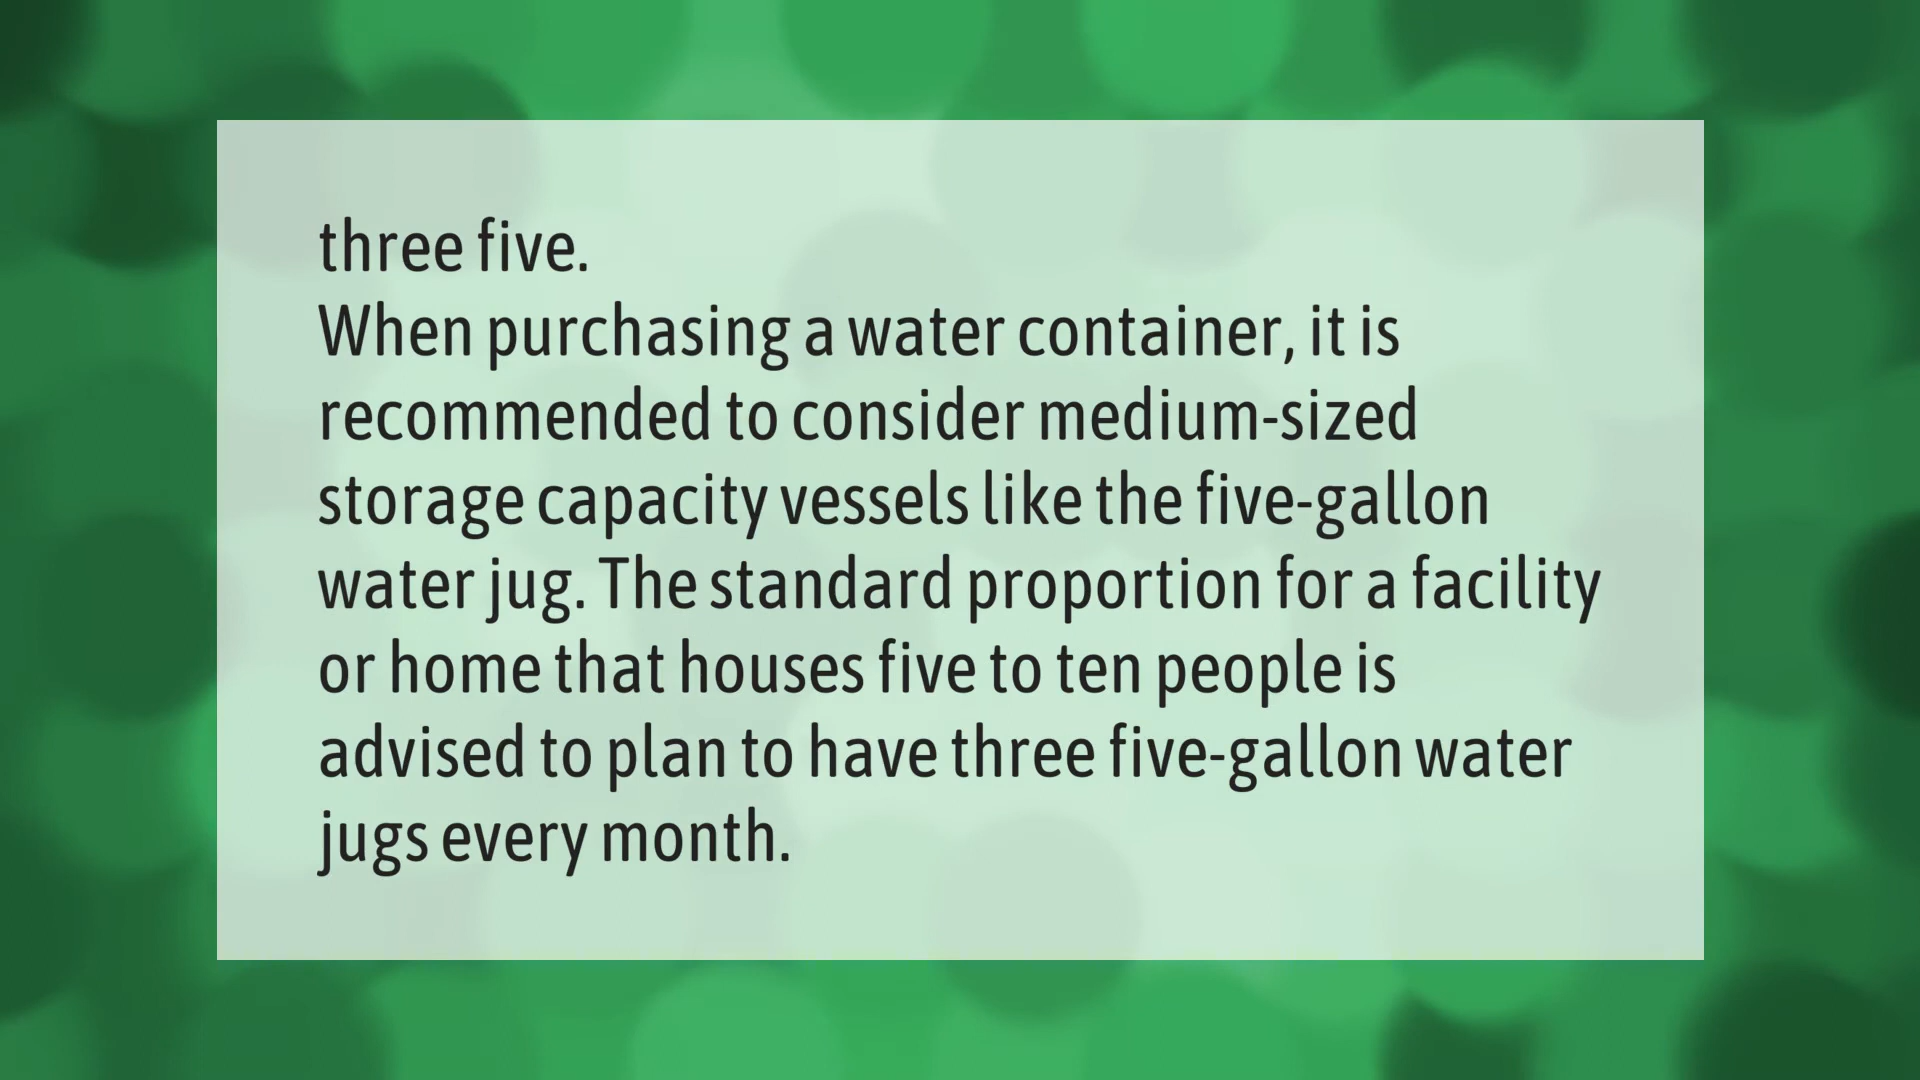 three five.
When purchasing a water container, it is
recommended to consider medium-sized
storage capacity vessels like the five-gallon
water jug. The standard proportion for a facility
or home that houses five to ten people is
advised to plan to have three five-gallon water
jugs every month.